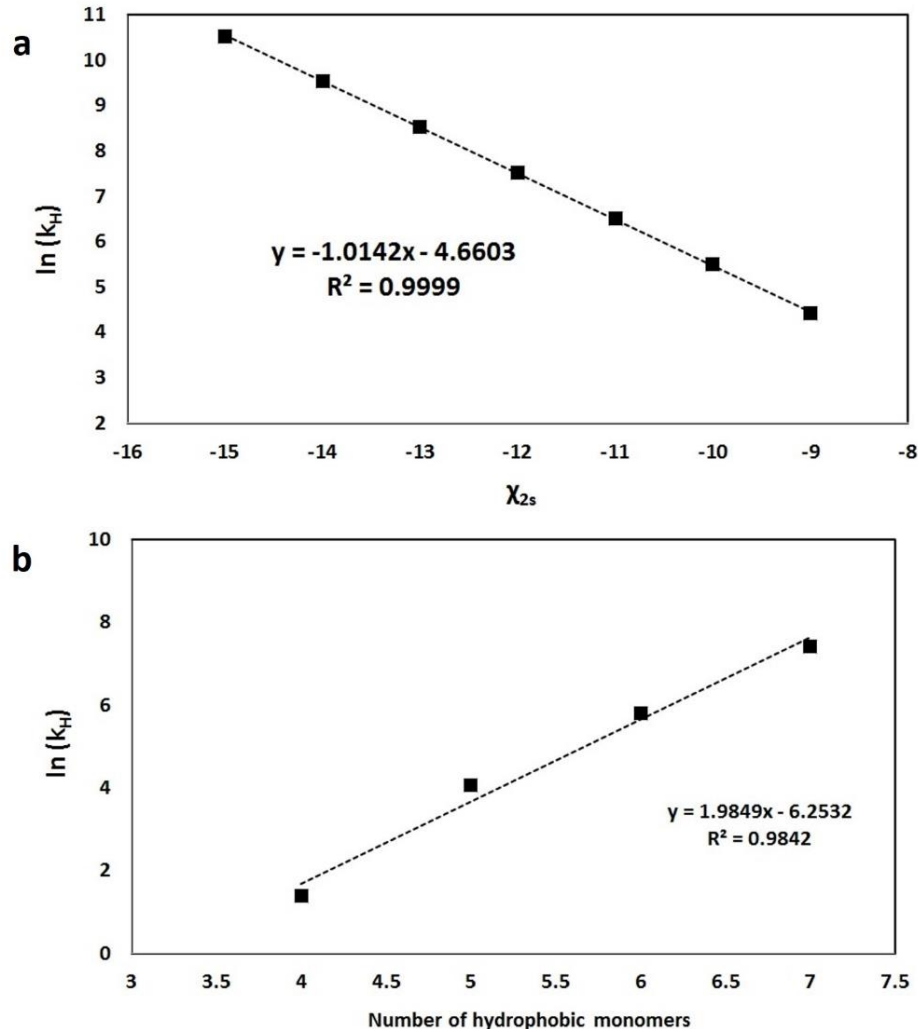 a
11
10
9
8
7
6
5
4
3
2
ln (kH)
y = -1.0142x - 4.6603
R² = 0.9999
-16 -15 -14 -13 -12 -11 -10 -9 -8
χ2s
b
10
8
6
4
2
0
ln (kH)
y = 1.9849x - 6.2532
R² = 0.9842
3 3.5 4 4.5 5 5.5 6 6.5 7 7.5
Number of hydrophobic monomers